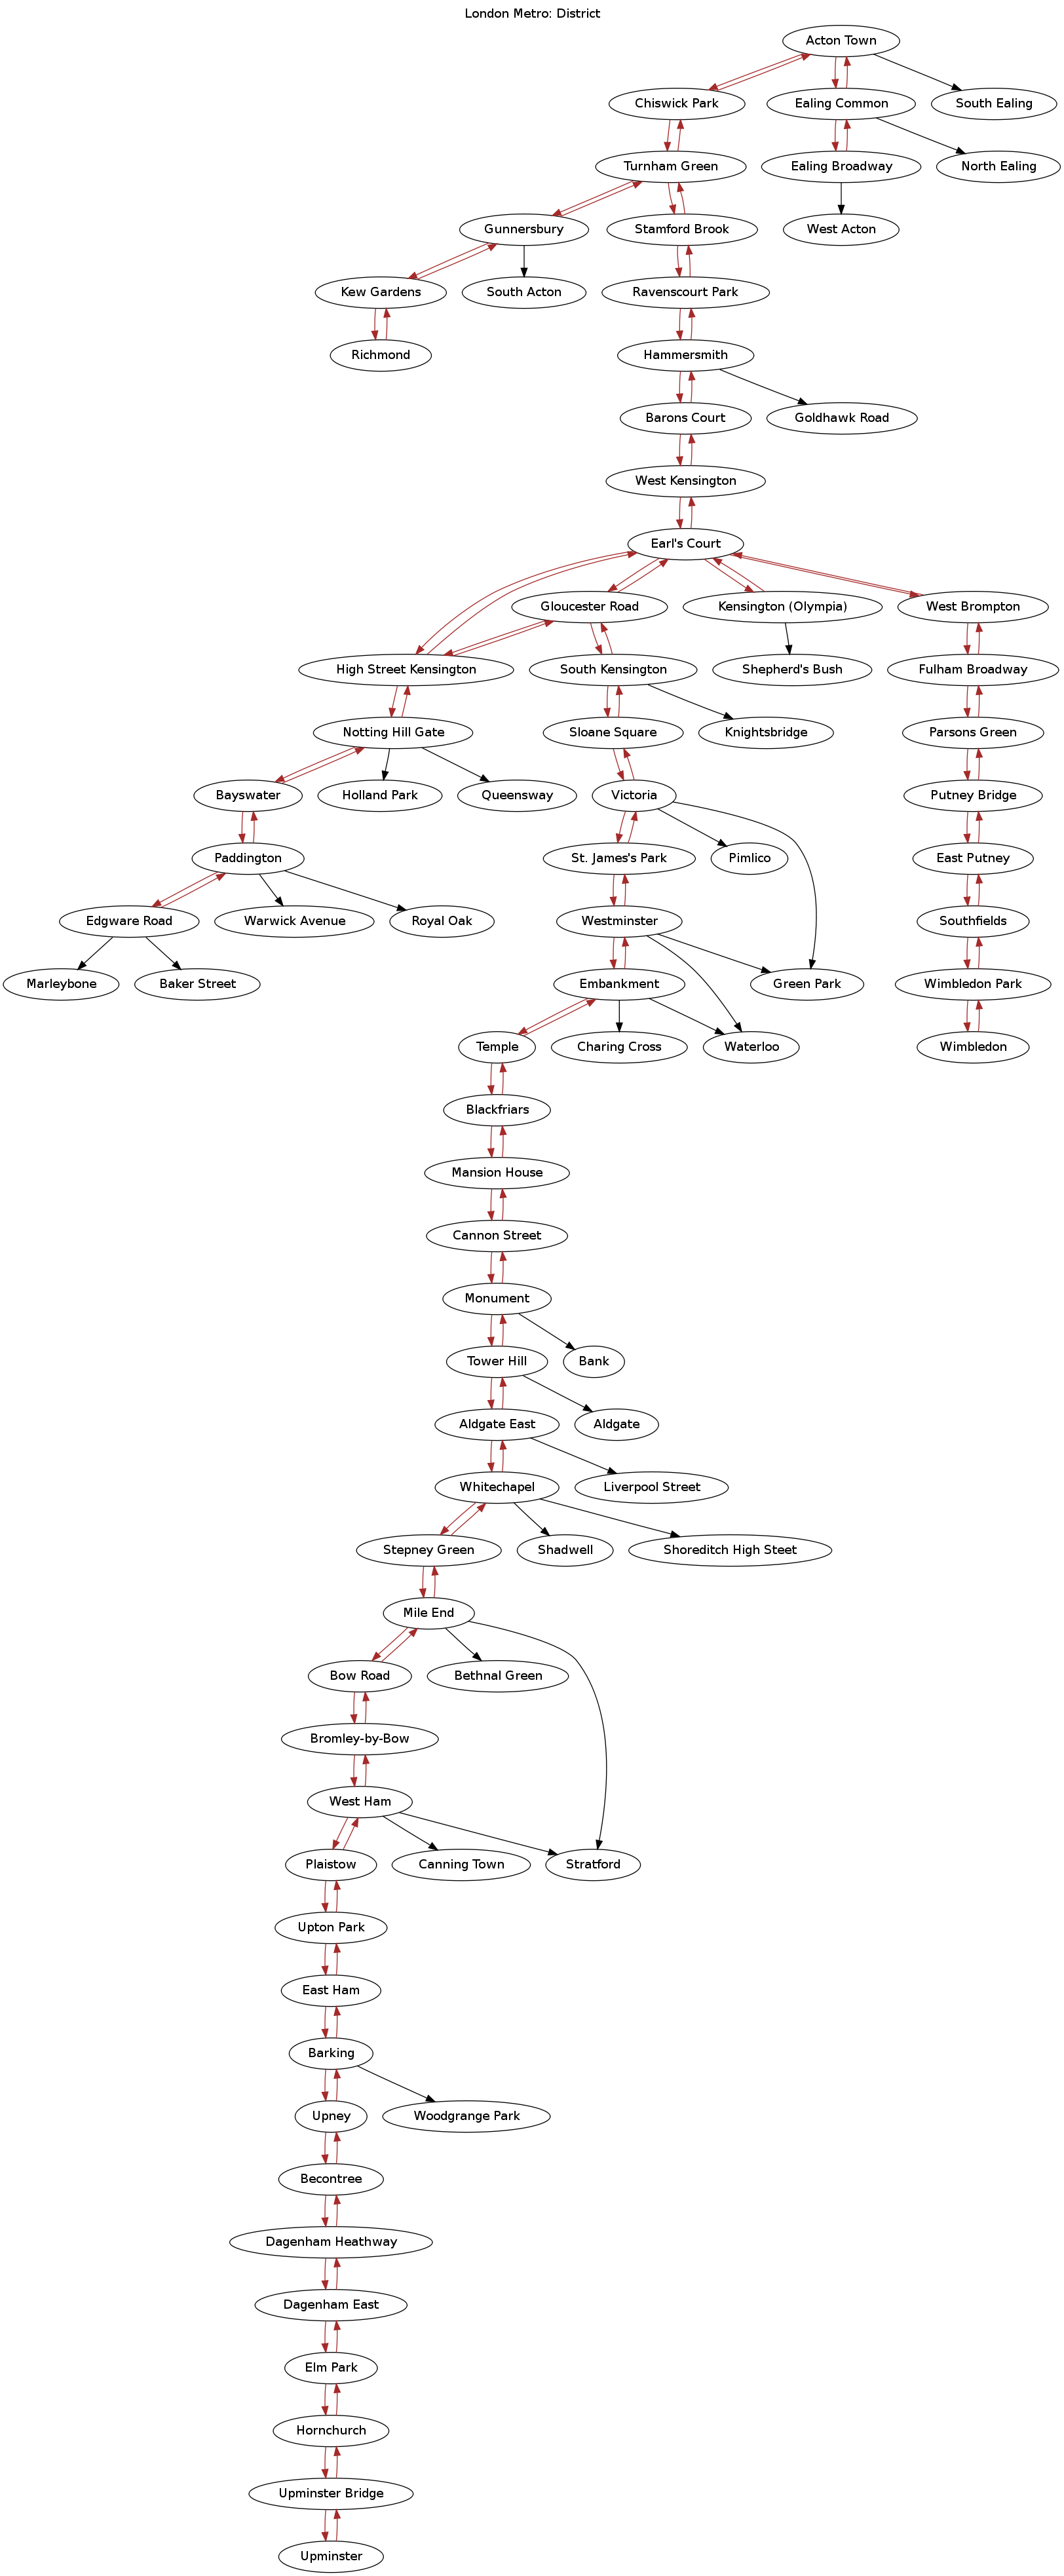 London Metro: District
Acton Town
Chiswick Park
Ealing Common
South Ealing
Turnham Green
Ealing Broadway
North Ealing
Gunnersbury
Stamford Brook
West Acton
Kew Gardens
South Acton
Ravenscourt Park
Richmond
Hammersmith
Barons Court
Goldhawk Road
West Kensington
Earl's Court
Gloucester Road
Kensington (Olympia)
West Brompton
High Street Kensington
South Kensington
Shepherd's Bush
Fulham Broadway
Notting Hill Gate
Sloane Square
Knightsbridge
Parsons Green
Bayswater
Holland Park
Queensway
Victoria
Putney Bridge
Paddington
St. James's Park
Pimlico
East Putney
Edgware Road
Warwick Avenue
Royal Oak
Westminster
Southfields
Marleybone
Baker Street
Embankment
Green Park
Wimbledon Park
Temple
Charing Cross
Waterloo
Wimbledon
Blackfriars
Mansion House
Cannon Street
Monument
Tower Hill
Bank
Aldgate East
Aldgate
Whitechapel
Liverpool Street
Stepney Green
Shadwell
Shoreditch High Steet
Mile End
Bow Road
Bethnal Green
Bromley-by-Bow
West Ham
Plaistow
Canning Town
Stratford
Upton Park
East Ham
Barking
Upney
Woodgrange Park
Becontree
Dagenham Heathway
Dagenham East
Elm Park
Hornchurch
Upminster Bridge
Upminster